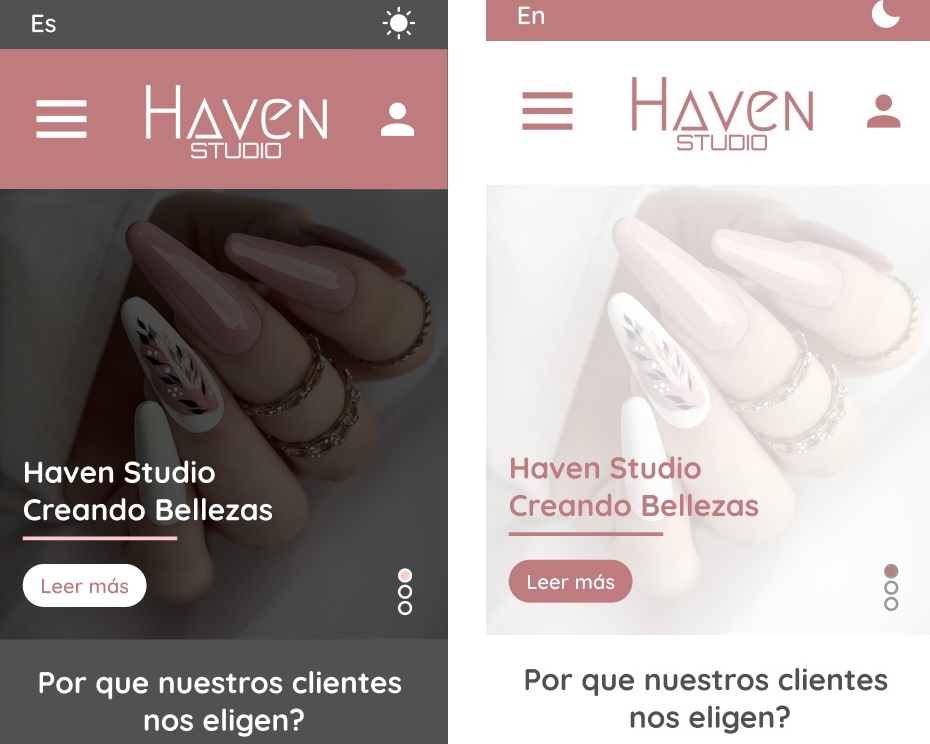 Es
HAVEN
STUDIO
Haven Studio
Creando Bellezas
Leer más
Por que nuestros clientes
nos eligen?
En
HAVEN
STUDIO
Haven Studio
Creando Bellezas
Leer más
Por que nuestros clientes
nos eligen?